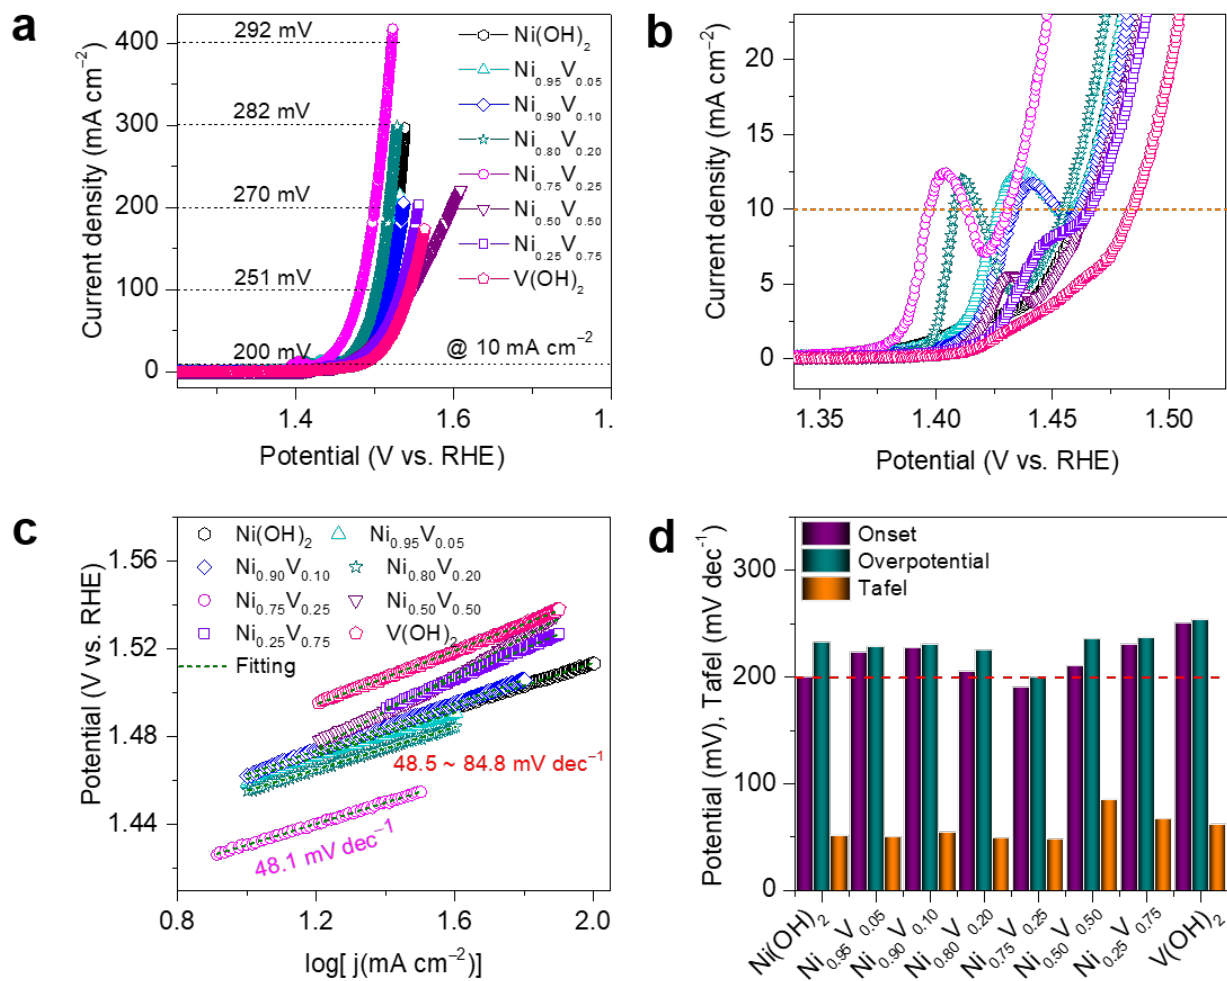 a
Current density (mA cm⁻²)
400
300
200
100
0
292 mV
282 mV
270 mV
251 mV
200 mV
@ 10 mA cm⁻²
Ni(OH)₂
Ni₀.₉₅V₀.₀₅
Ni₀.₉₀V₀.₁₀
Ni₀.₈₀V₀.₂₀
Ni₀.₇₅V₀.₂₅
Ni₀.₅₀V₀.₅₀
Ni₀.₂₅V₀.₇₅
V(OH)₂
1.4 1.6 1.
Potential (V vs. RHE)
b
Current density (mA cm⁻²)
20
15
10
5
0
1.35 1.40 1.45 1.50
Potential (V vs. RHE)
c
Potential (V vs. RHE)
1.56
1.52
1.48
1.44
Ni(OH)₂ Ni₀.₉₅V₀.₀₅
Ni₀.₉₀V₀.₁₀ Ni₀.₈₀V₀.₂₀
Ni₀.₇₅V₀.₂₅ Ni₀.₅₀V₀.₅₀
Ni₀.₂₅V₀.₇₅ V(OH)₂
Fitting
48.5 ~ 84.8 mV dec⁻¹
48.1 mV dec⁻¹
0.8 1.2 1.6 2.0
log[ j(mA cm⁻²)]
d
Potential (mV), Tafel (mV dec⁻¹)
300
200
100
0
Onset
Overpotential
Tafel
Ni(OH)₂
Ni₀.₉₅V₀.₀₅
Ni₀.₉₀V₀.₁₀
Ni₀.₈₀V₀.₂₀
Ni₀.₇₅V₀.₂₅
Ni₀.₅₀V₀.₅₀
Ni₀.₂₅V₀.₇₅
V(OH)₂